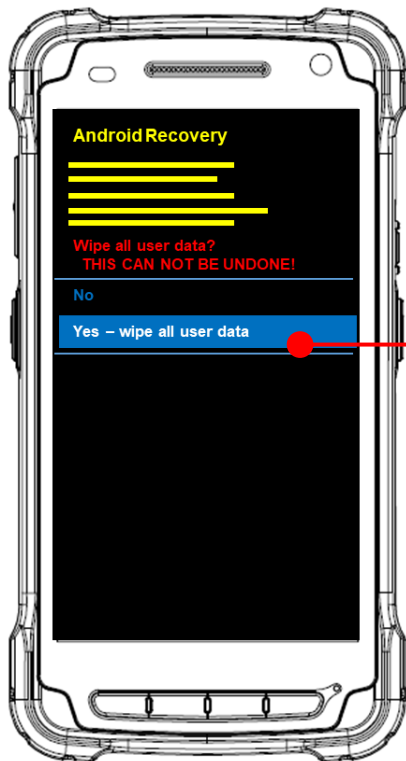 Android Recovery
Wipe all user data?
THIS CAN NOT BE UNDONE!
No
Yes – wipe all user data